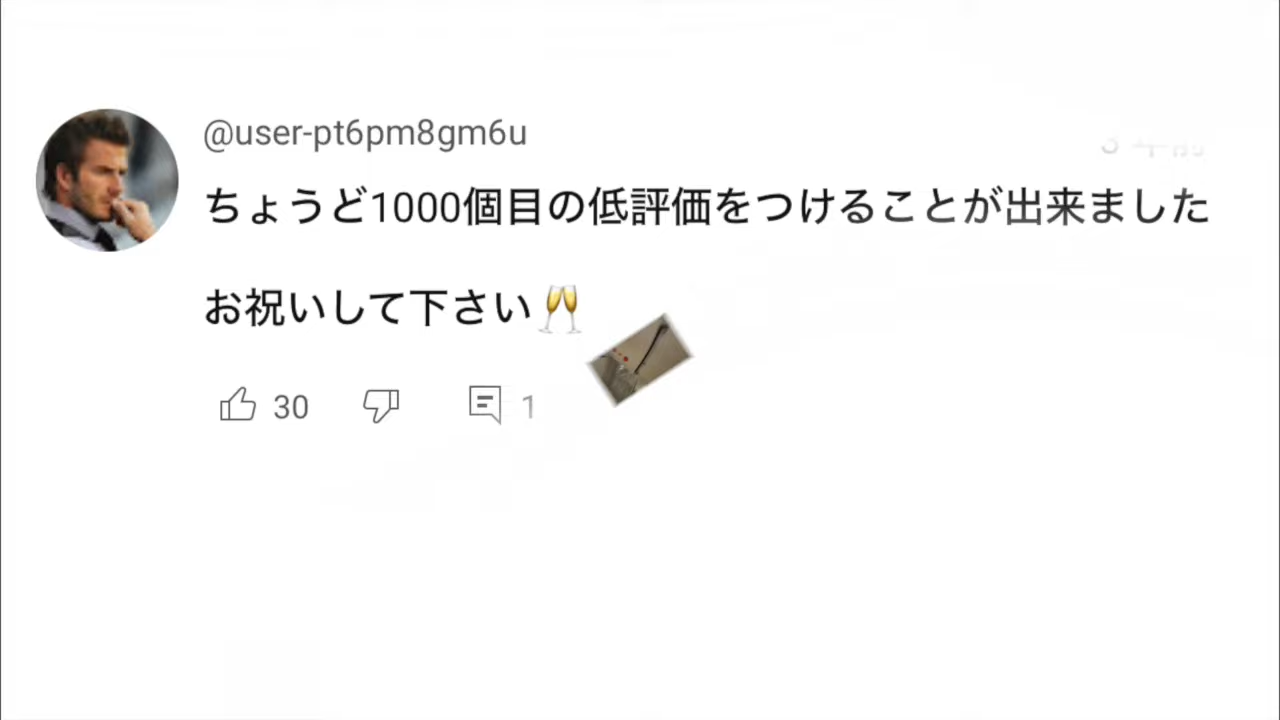 @user-pt6pm8gm6u
ちょうど1000個目の低評価をつけることが出来ました
お祝いして下さい🥂
30
1